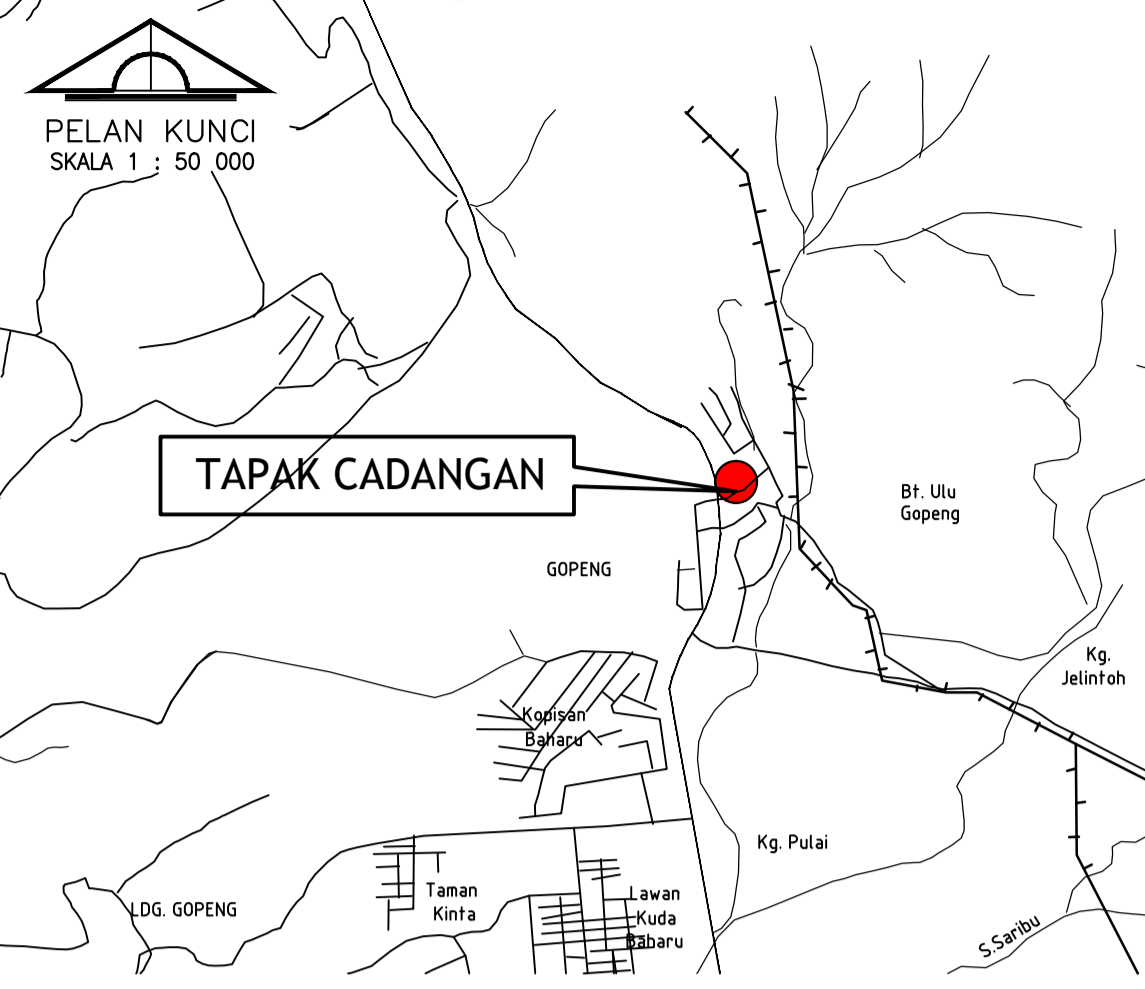 PELAN KUNCI
SKALA 1 : 50 000
TAPAK CADANGAN
Bt. Ulu
Gopeng
GOPENG
Kg.
Jelintoh
Kopisan
Baharu
Kg. Pulai
Taman
Kinta
Lawan
Kuda
Baharu
LDG. GOPENG
S.Saribu